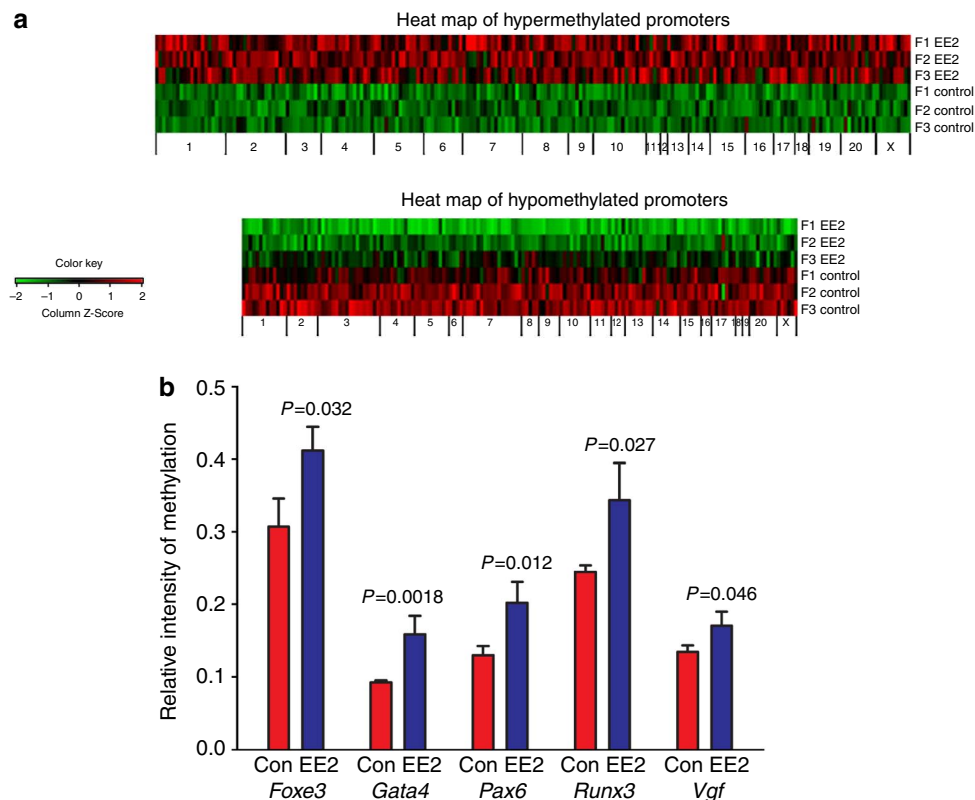 a
Heat map of hypermethylated promoters
F1 EE2
F2 EE2
F3 EE2
F1 control
F2 control
F3 control
1 2 3 4 5 6 7 8 9 10 11 12 13 14 15 16 17 18 19 20 X
Heat map of hypomethylated promoters
F1 EE2
F2 EE2
F3 EE2
F1 control
F2 control
F3 control
1 2 3 4 5 6 7 8 9 10 11 12 13 14 15 16 17 18 19 20 X
Color key
−2 −1 0 1 2
Column Z-Score
b
Relative intensity of methylation
0.5
0.4
0.3
0.2
0.1
0.0
P=0.032
P=0.0018
P=0.012
P=0.027
P=0.046
Con EE2 Con EE2 Con EE2 Con EE2 Con EE2
Foxe3 Gata4 Pax6 Runx3 Vgf